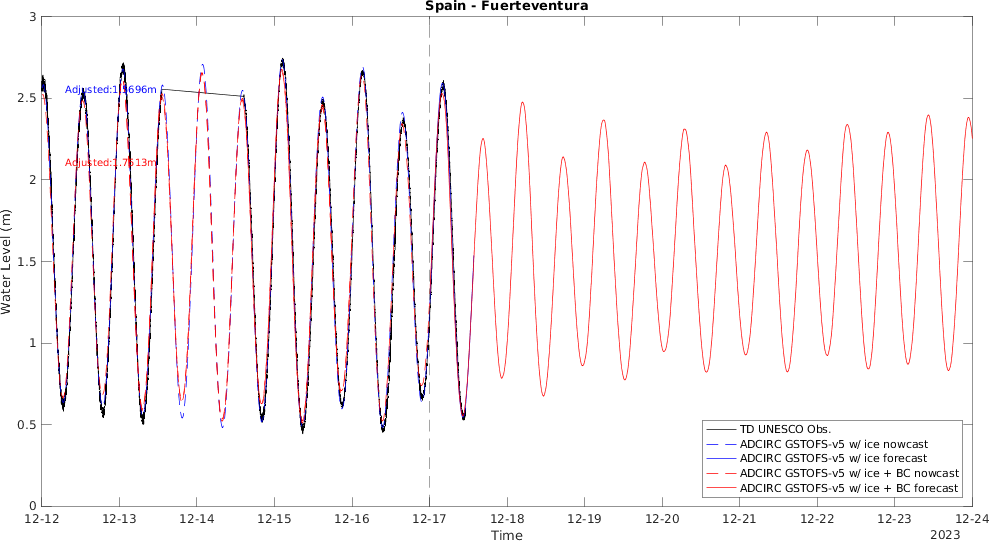 Spain - Fuerteventura
3
2.5
2
1.5
1
0.5
0
Water Level (m)
Adjusted:1.5696m
Adjusted:1.7513m
TD UNESCO Obs.
ADCIRC GSTOFS-v5 w/ ice nowcast
ADCIRC GSTOFS-v5 w/ ice forecast
ADCIRC GSTOFS-v5 w/ ice + BC nowcast
ADCIRC GSTOFS-v5 w/ ice + BC forecast
12-12 12-13 12-14 12-15 12-16 12-17 12-18 12-19 12-20 12-21 12-22 12-23 12-24
Time
2023